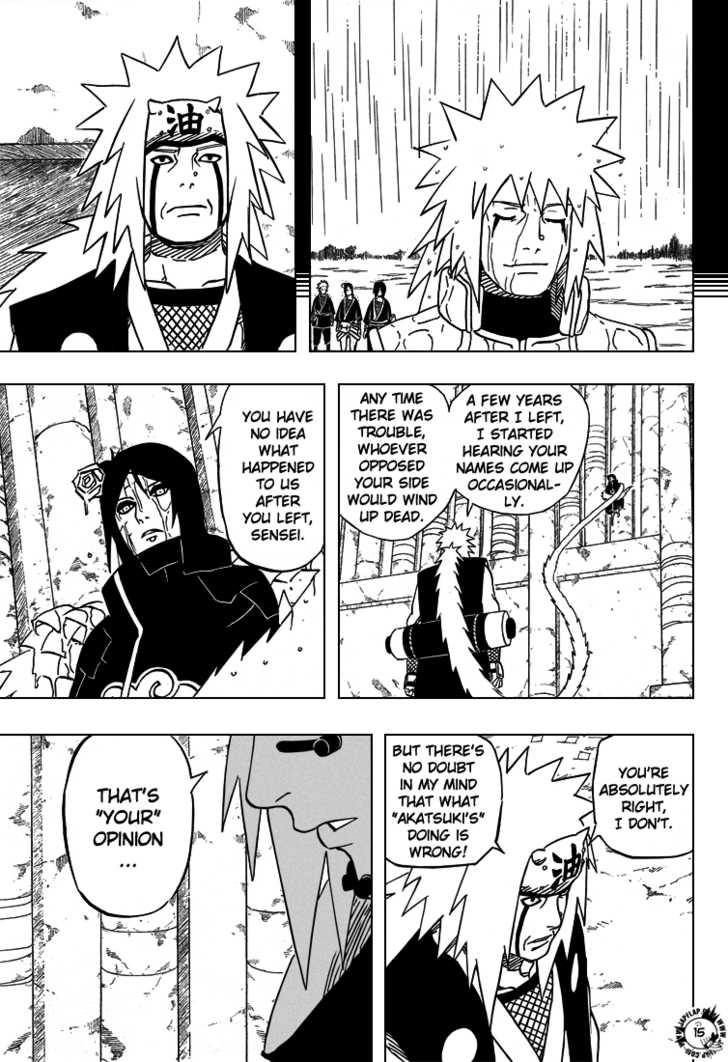 油
A FEW YEARS
AFTER I LEFT,
I STARTED
HEARING YOUR
NAMES COME UP
OCCASIONAL-
LY.
ANY TIME
THERE WAS
TROUBLE,
WHOEVER
OPPOSED
YOUR SIDE
WOULD WIND
UP DEAD.
YOU HAVE
NO IDEA
WHAT
HAPPENED
TO US
AFTER
YOU LEFT,
SENSEI.
YOU'RE
ABSOLUTELY
RIGHT,
I DON'T.
BUT THERE'S
NO DOUBT
IN MY MIND
THAT WHAT
"AKATSUKI'S"
DOING IS
WRONG!
油
THAT'S
"YOUR"
OPINION
...
15